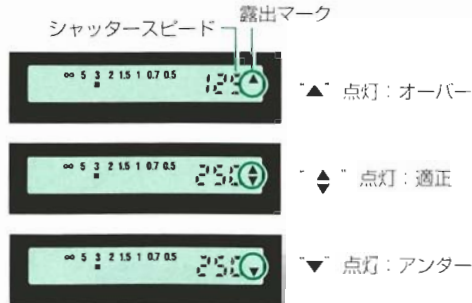 シャッタースピード
露出マーク
∞ 5 3 2 1.5 1 0.7 0.5 125 ▲
"▲" 点灯：オーバー
∞ 5 3 2 1.5 1 0.7 0.5 250 ♦
"♦" 点灯：適正
∞ 5 3 2 1.5 1 0.7 0.5 250 ▼
"▼" 点灯：アンダー